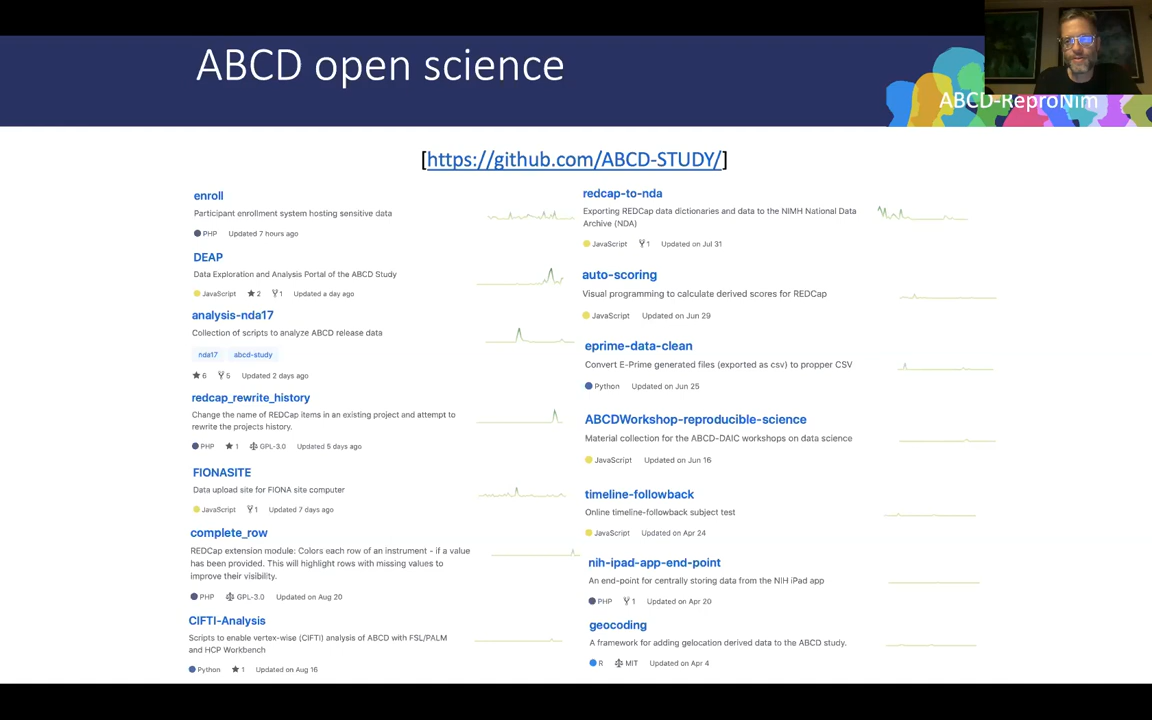 ABCD open science
ABCD-ReproNim
[https://github.com/ABCD-STUDY/]
enroll
Participant enrollment system hosting sensitive data
PHP Updated 7 hours ago
DEAP
Data Exploration and Analysis Portal of the ABCD Study
JavaScript 2 1 Updated a day ago
analysis-nda17
Collection of scripts to analyze ABCD release data
nda17 abcd-study
6 5 Updated 2 days ago
redcap_rewrite_history
Change the name of REDCap items in an existing project and attempt to
rewrite the projects history.
PHP 1 GPL-3.0 Updated 5 days ago
FIONASITE
Data upload site for FIONA site computer
JavaScript 1 Updated 7 days ago
complete_row
REDCap extension module: Colors each row of an instrument - if a value
has been provided. This will highlight rows with missing values to
improve their visibility.
PHP GPL-3.0 Updated on Aug 20
CIFTI-Analysis
Scripts to enable vertex-wise (CIFTI) analysis of ABCD with FSL/PALM
and HCP Workbench
Python 1 Updated on Aug 16
redcap-to-nda
Exporting REDCap data dictionaries and data to the NIMH National Data
Archive (NDA)
JavaScript 1 Updated on Jul 31
auto-scoring
Visual programming to calculate derived scores for REDCap
JavaScript Updated on Jun 29
eprime-data-clean
Convert E-Prime generated files (exported as csv) to propper CSV
Python Updated on Jun 25
ABCDWorkshop-reproducible-science
Material collection for the ABCD-DAIC workshops on data science
JavaScript Updated on Jun 16
timeline-followback
Online timeline-followback subject test
JavaScript Updated on Apr 24
nih-ipad-app-end-point
An end-point for centrally storing data from the NIH iPad app
PHP 1 Updated on Apr 20
geocoding
A framework for adding gelocation derived data to the ABCD study.
R MIT Updated on Apr 4